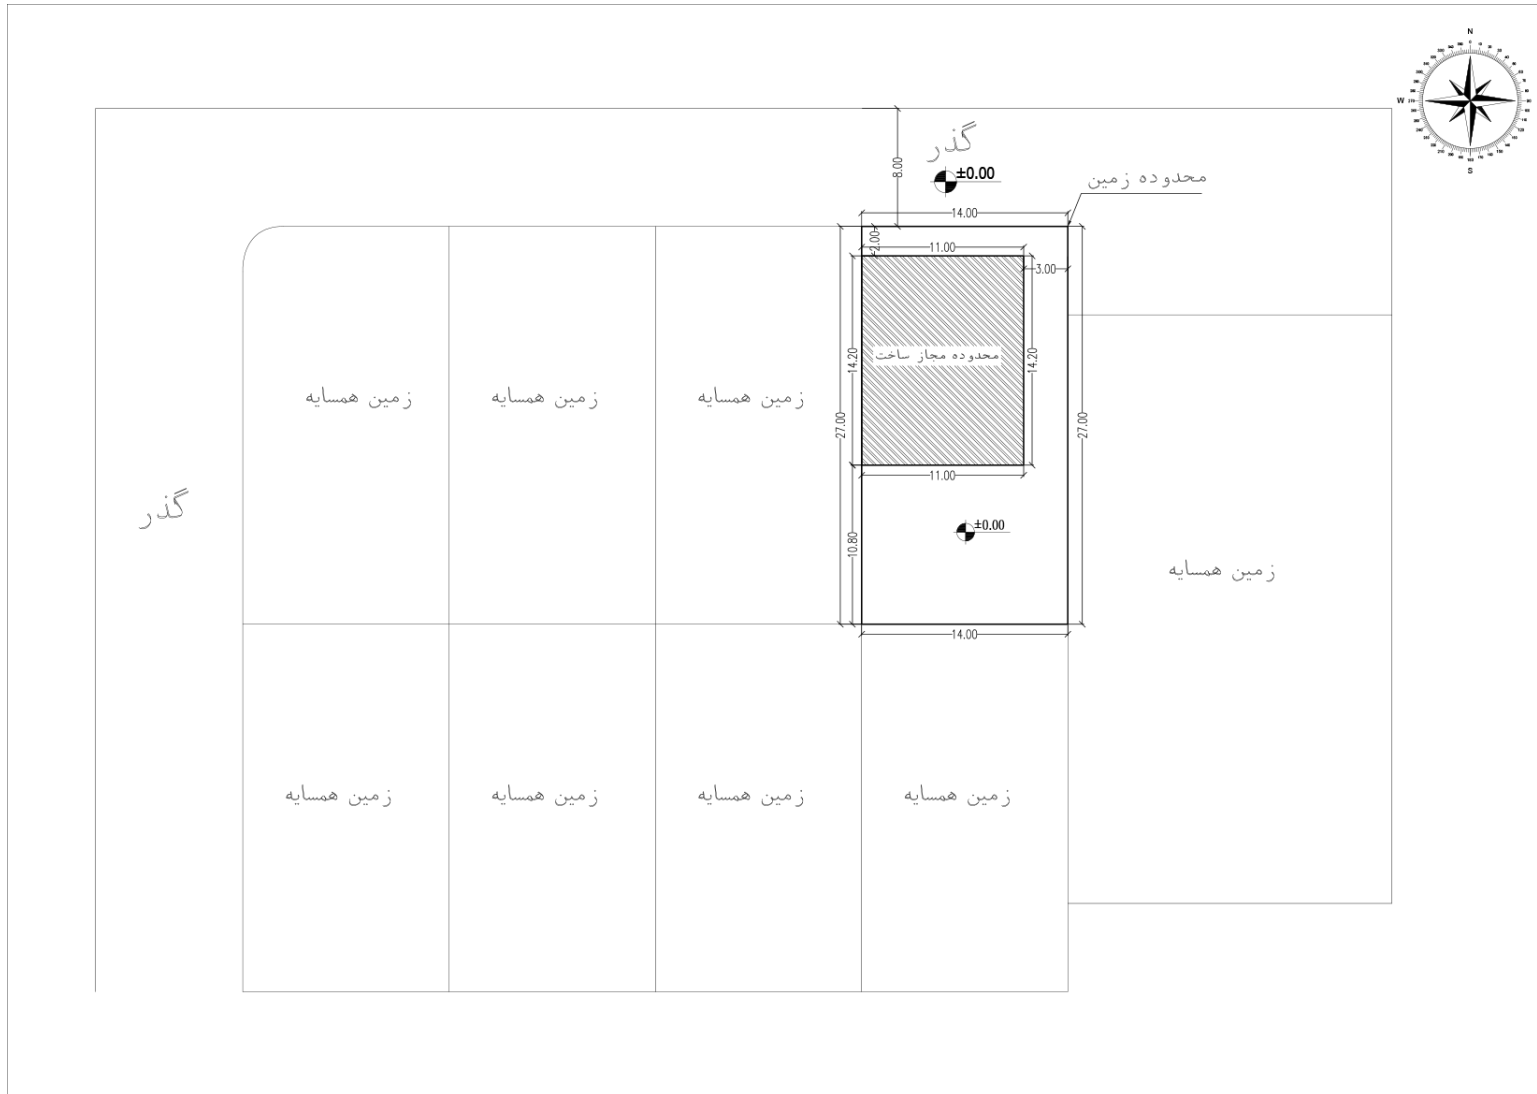 N
W
S
گذر
±0.00
8.00
محدوده زمین
14.00
2.00
11.00
3.00
محدوده مجاز ساخت
14.20
14.20
زمین همسایه
زمین همسایه
زمین همسایه
27.00
27.00
11.00
گذر
±0.00
10.80
زمین همسایه
14.00
زمین همسایه
زمین همسایه
زمین همسایه
زمین همسایه